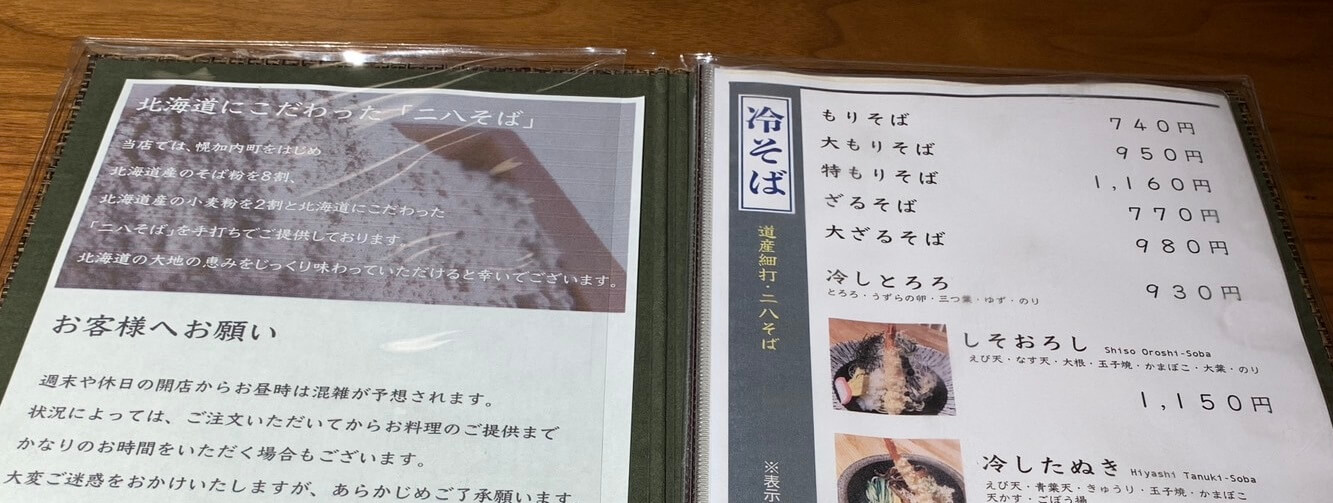 北海道にこだわった「二八そば」
当店では、幌加内町をはじめ
北海道産のそば粉を8割、
北海道産の小麦粉を2割と北海道にこだわった
「二八そば」を手打ちでご提供しております。
北海道の大地の恵みをじっくり味わっていただけると幸いでございます。
お客様へお願い
週末や休日の開店からお昼時は混雑が予想されます。
状況によっては、ご注文いただいてからお料理のご提供まで
かなりのお時間をいただく場合もございます。
大変ご迷惑をおかけいたしますが、あらかじめご了承願います
冷そば
道産細打・二八そば
※表示
もりそば 740円
大もりそば 950円
特もりそば 1,160円
ざるそば 770円
大ざるそば 980円
冷しとろろ 930円
とろろ・うずらの卵・三つ葉・ゆず・のり
しそおろし Shiso Oroshi-Soba
えび天・なす天・大根・玉子焼・かまぼこ・大葉・のり
1,150円
冷したぬき Hiyashi Tanuki-Soba
えび天・青葉天・きゅうり・玉子焼・かまぼこ・
天かす・ごぼう揚